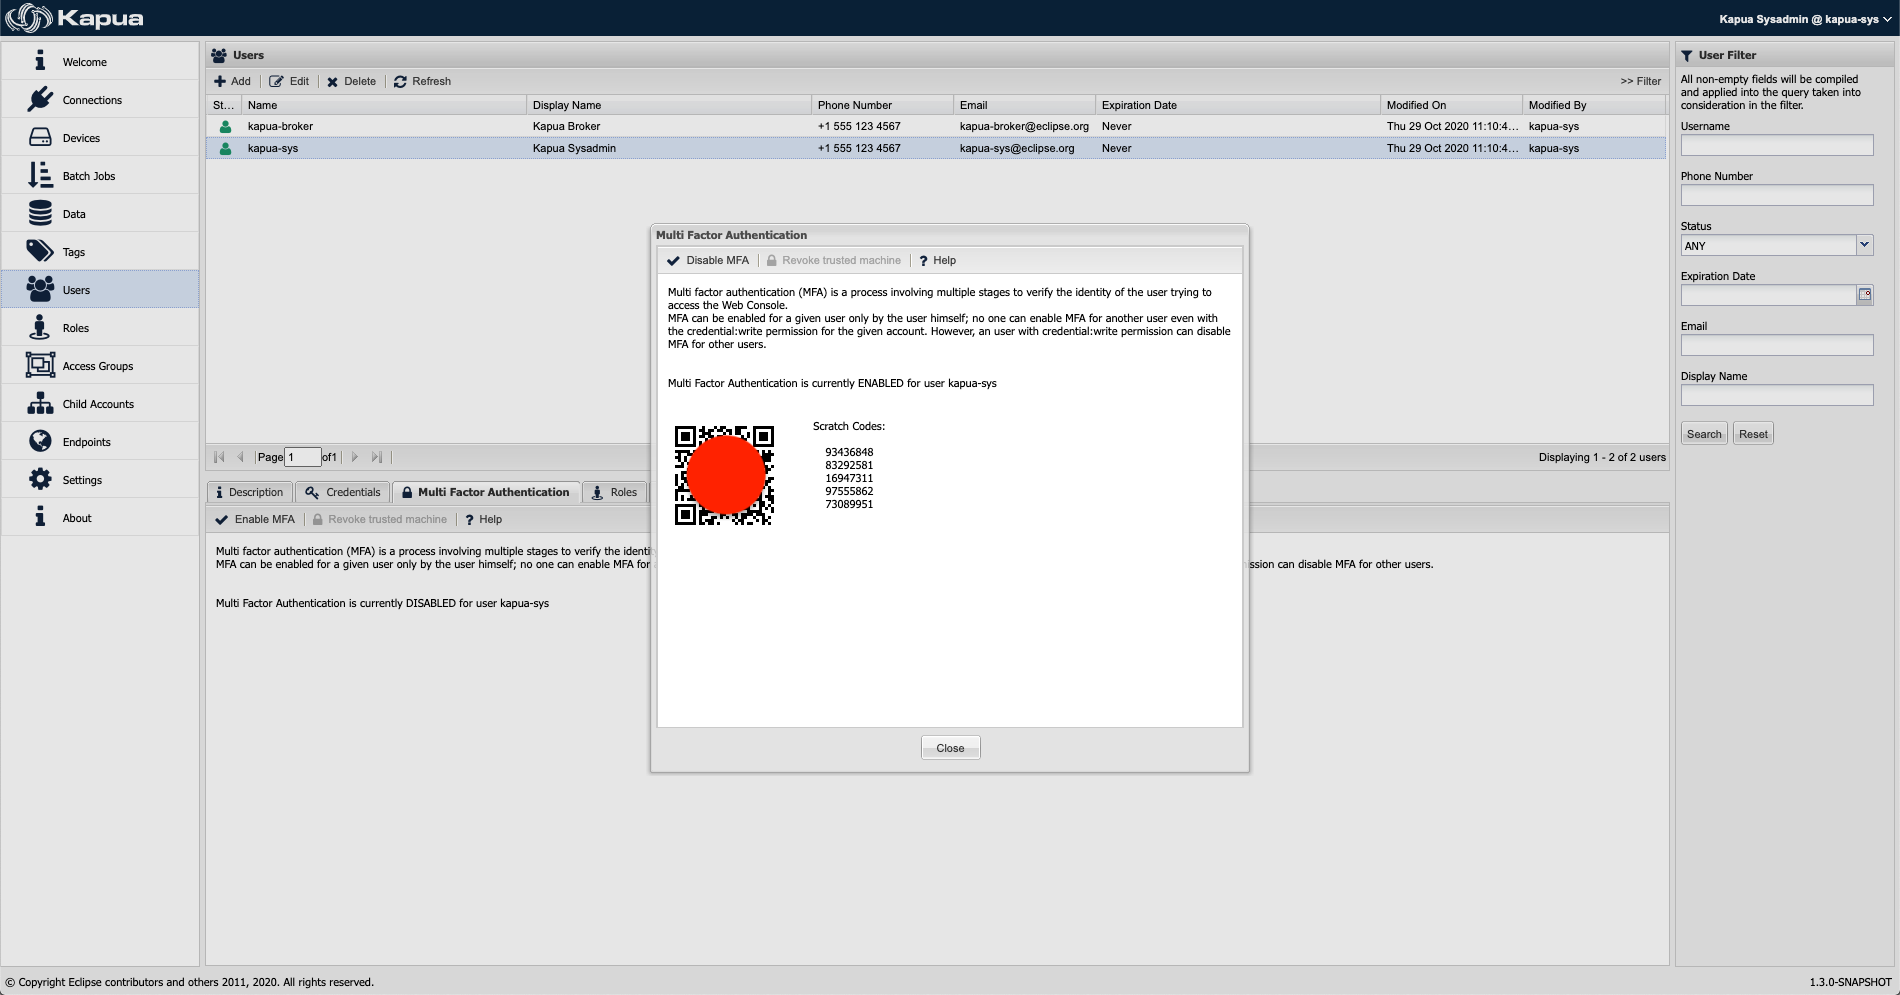 Kapua
Kapua Sysadmin @ kapua-sys
Welcome
Connections
Devices
Batch Jobs
Data
Tags
Users
Roles
Access Groups
Child Accounts
Endpoints
Settings
About
Users
Add Edit Delete Refresh >> Filter
St... Name Display Name Phone Number Email Expiration Date Modified On Modified By
kapua-broker Kapua Broker +1 555 123 4567 kapua-broker@eclipse.org Never Thu 29 Oct 2020 11:10:4... kapua-sys
kapua-sys Kapua Sysadmin +1 555 123 4567 kapua-sys@eclipse.org Never Thu 29 Oct 2020 11:10:4... kapua-sys
Page 1 of1
Displaying 1 - 2 of 2 users
Description Credentials Multi Factor Authentication Roles
Enable MFA Revoke trusted machine ? Help
Multi factor authentication (MFA) is a process involving multiple stages to verify the identi
MFA can be enabled for a given user only by the user himself; no one can enable MFA for
ssion can disable MFA for other users.
Multi Factor Authentication is currently DISABLED for user kapua-sys
Multi Factor Authentication
Disable MFA Revoke trusted machine ? Help
Multi factor authentication (MFA) is a process involving multiple stages to verify the identity of the user trying to
access the Web Console.
MFA can be enabled for a given user only by the user himself; no one can enable MFA for another user even with
the credential:write permission for the given account. However, an user with credential:write permission can disable
MFA for other users.
Multi Factor Authentication is currently ENABLED for user kapua-sys
Scratch Codes:
93436848
83292581
16947311
97555862
73089951
Close
User Filter
All non-empty fields will be compiled
and applied into the query taken into
consideration in the filter.
Username
Phone Number
Status
ANY
Expiration Date
Email
Display Name
Search Reset
© Copyright Eclipse contributors and others 2011, 2020. All rights reserved.
1.3.0-SNAPSHOT